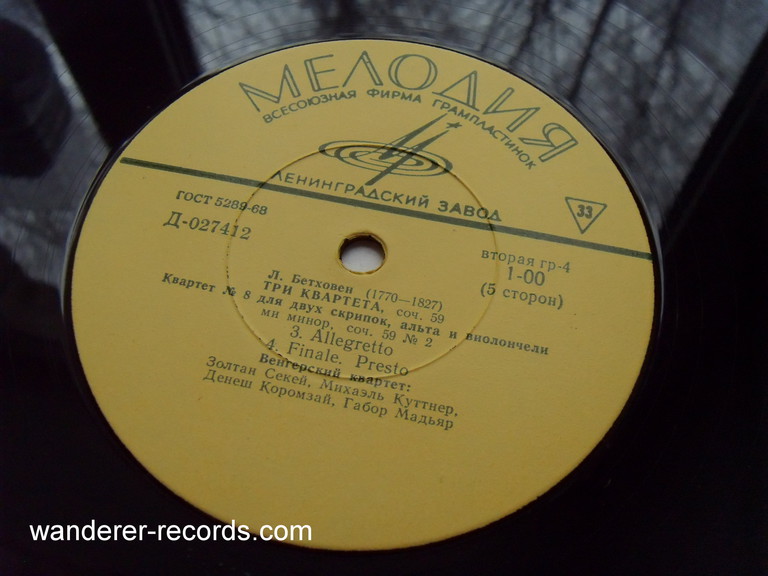 МЕЛОДИЯ
ВСЕСОЮЗНАЯ ФИРМА ГРАМПЛАСТИНОК
ЛЕНИНГРАДСКИЙ ЗАВОД
ГОСТ 5289-68
Д-027412
33
вторая гр-4
1-00
(5 сторон)
Л. Бетховен (1770—1827)
ТРИ КВАРТЕТА, соч. 59
Квартет № 8 для двух скрипок, альта и виолончели
ми минор, соч. 59 № 2
3. Allegretto
4. Finale. Presto
Венгерский квартет:
Золтан Секей, Михаэль Куттнер,
Денеш Коромзай, Габор Мадьяр
wanderer-records.com